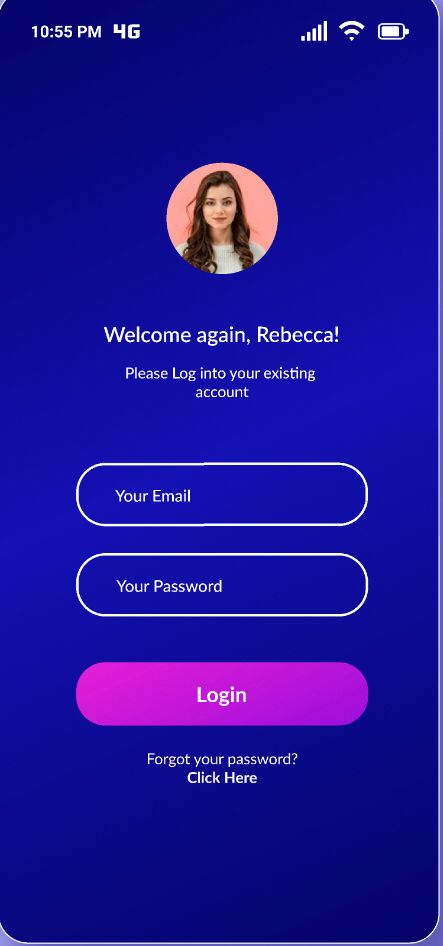 10:55 PM 4G
Welcome again, Rebecca!
Please Log into your existing
account
Your Email
Your Password
Login
Forgot your password?
Click Here